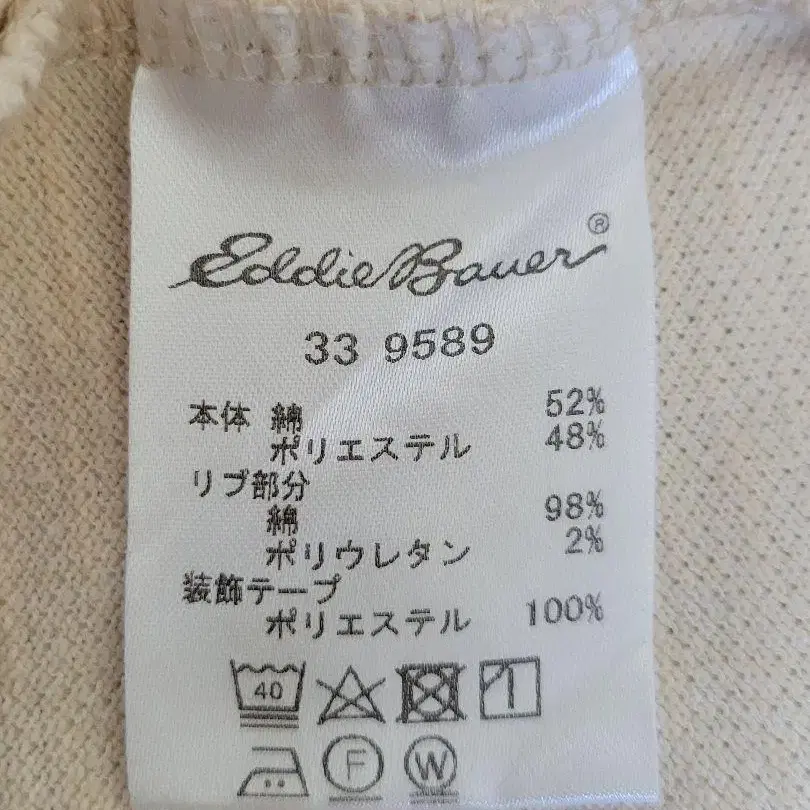 Eddie Bauer®
33 9589
本体 綿 52%
ポリエステル 48%
リブ部分
綿 98%
ポリウレタン 2%
装飾テープ
ポリエステル 100%
40
F W